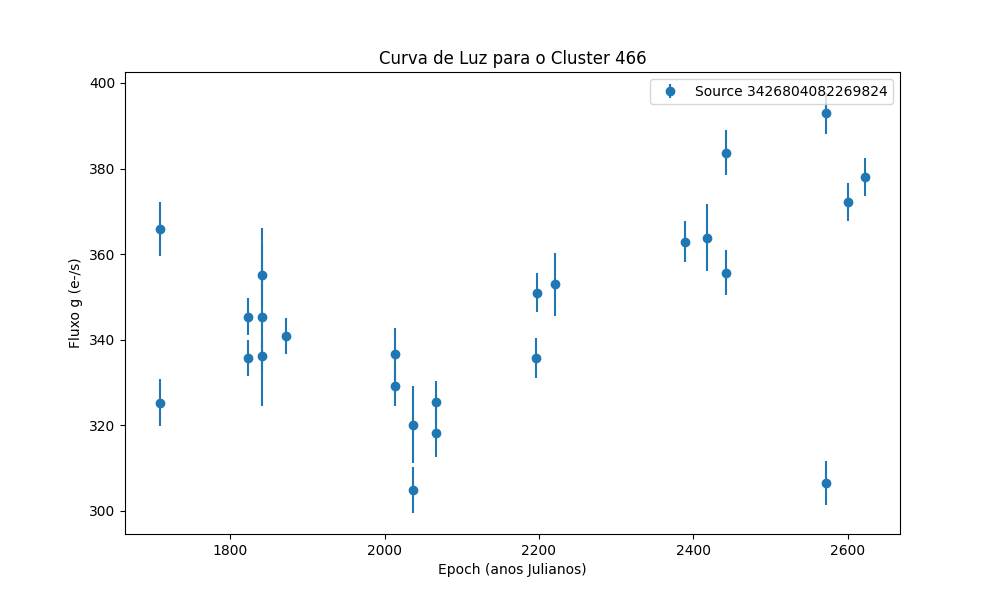 Curva de Luz para o Cluster 466
Source 3426804082269824
400
380
360
340
320
300
Fluxo g (e-/s)
1800 2000 2200 2400 2600
Epoch (anos Julianos)